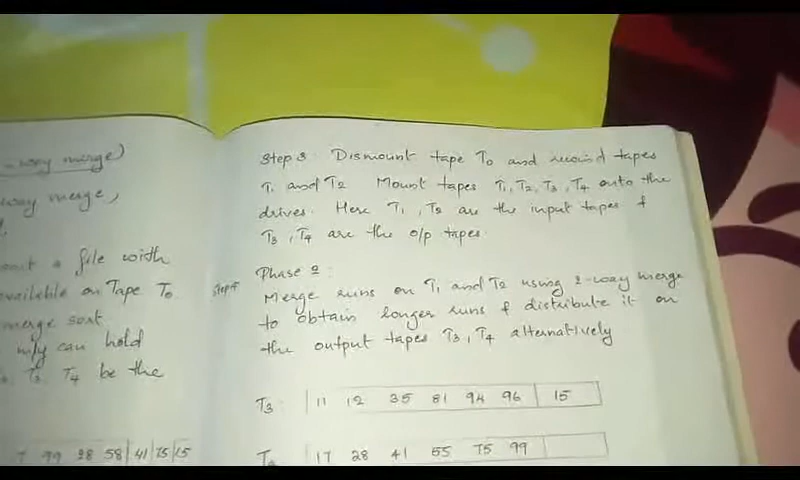 -way merge)
way merge,
a file with
available on Tape To
merge sort
only can hold
T3, T4 be the
7 99 28 58 | 41 | 75 | 15
Step 3: Dismount tape To and rewind tapes
T1 and T2 Mount tapes T1, T2, T3, T4 onto the
drives. Here T1, T2 are the input tapes &
T3, T4 are the o/p tapes.
Phase 2:
Step 4 Merge runs on T1 and T2 using 2-way merge
to obtain longer runs & distribute it on
the output tapes T3, T4 alternatively
T3: 11 12 35 81 94 96 | 15
17 28 41 55 75 99